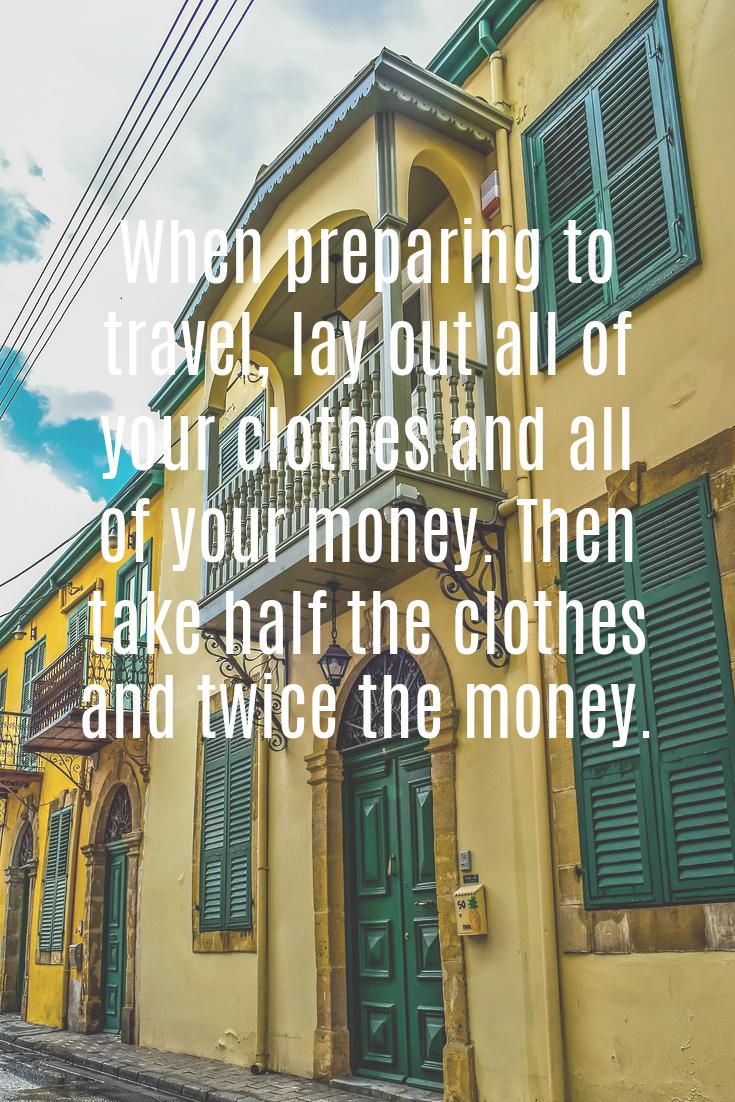 When preparing to
travel, lay out all of
your clothes and all
of your money. Then
take half the clothes
and twice the money.
50